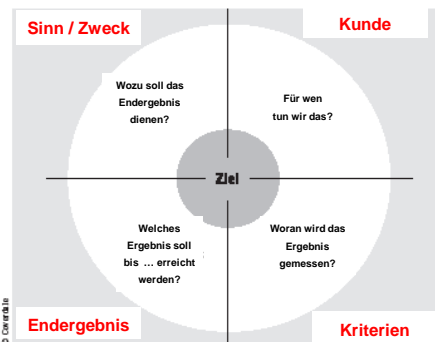 Sinn / Zweck
Kunde
Wozu soll das
Endergebnis
dienen?
Für wen
tun wir das?
Ziel
Welches
Ergebnis soll
bis ... erreicht
werden?
Woran wird das
Ergebnis
gemessen?
Endergebnis
Kriterien
© Coverdale